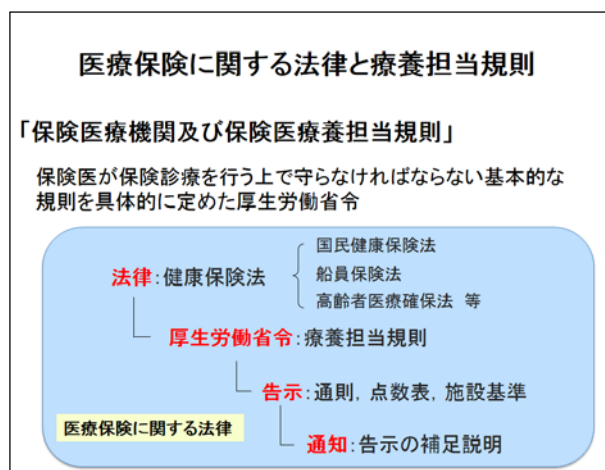 医療保険に関する法律と療養担当規則
「保険医療機関及び保険医療養担当規則」
保険医が保険診療を行う上で守らなければならない基本的な
規則を具体的に定めた厚生労働省令
国民健康保険法
法律:健康保険法
船員保険法
高齢者医療確保法 等
厚生労働省令:療養担当規則
告示:通則,点数表,施設基準
医療保険に関する法律
通知:告示の補足説明